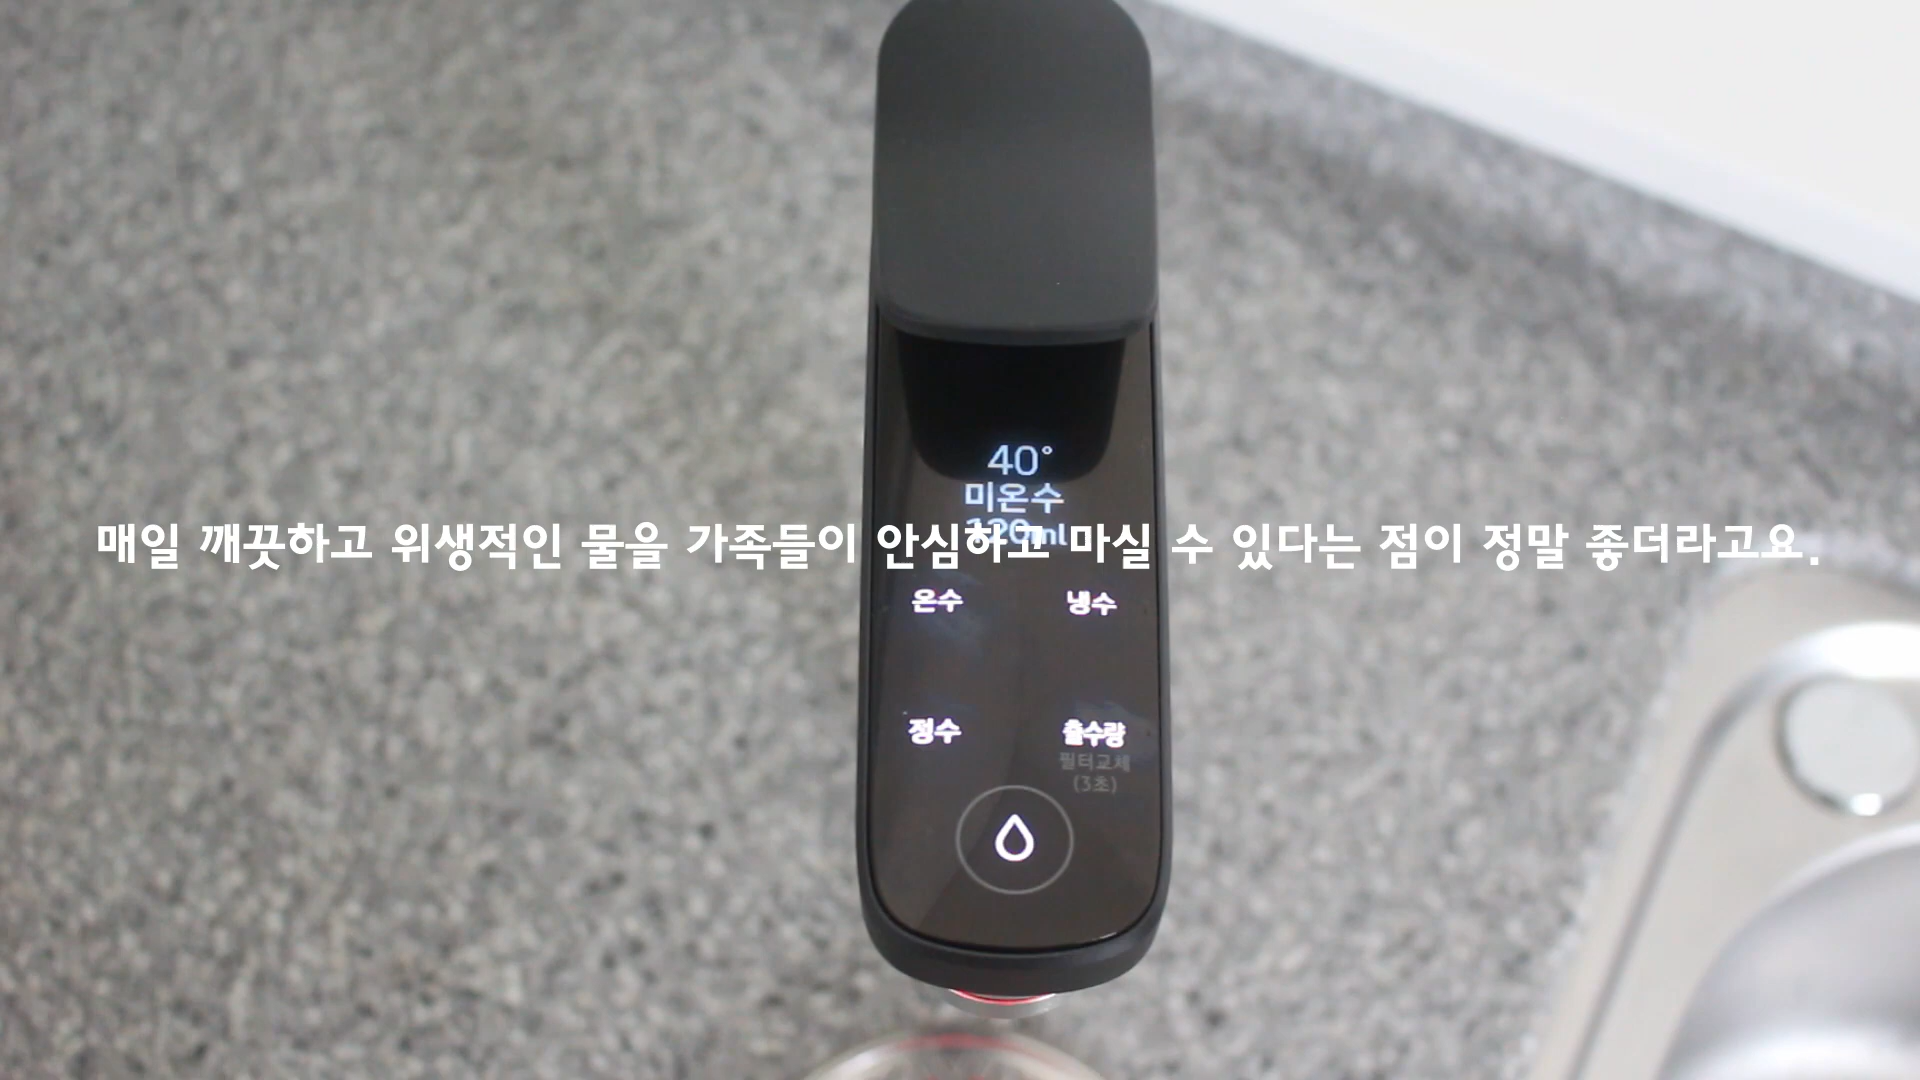 40°
미온수
120ml
매일 깨끗하고 위생적인 물을 가족들이 안심하고 마실 수 있다는 점이 정말 좋더라고요.
온수 냉수
정수 출수량
필터교체
(3초)